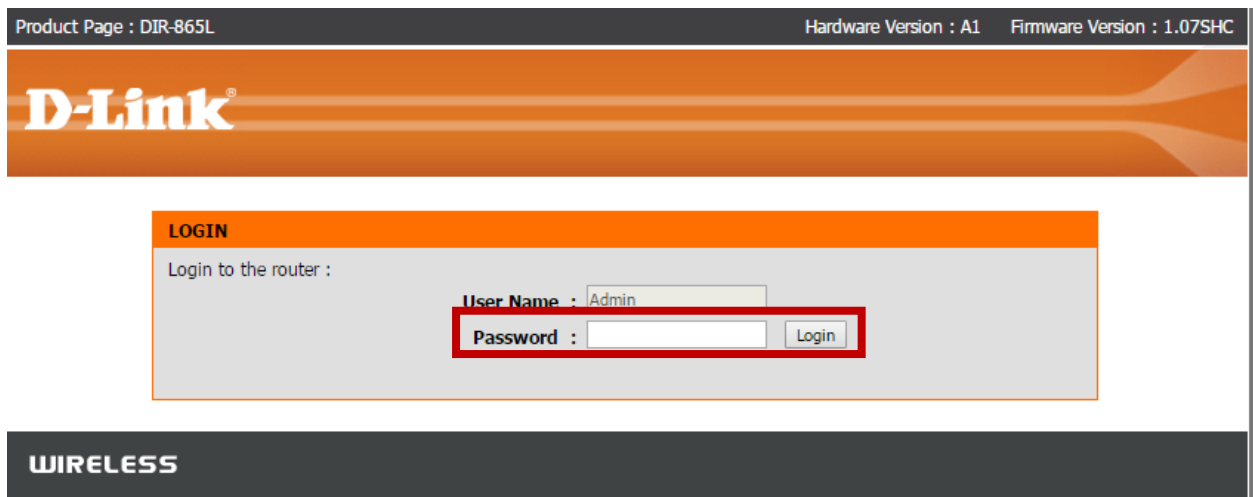 Product Page : DIR-865L Hardware Version : A1 Firmware Version : 1.07SHC
D-Link®
LOGIN
Login to the router :
User Name : Admin
Password : Login
WIRELESS